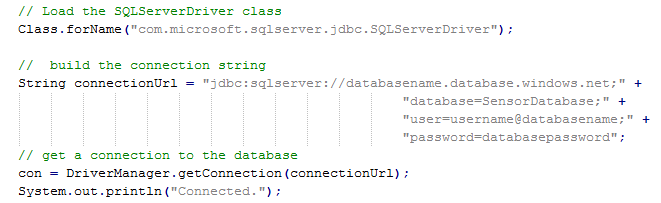 // Load the SQLServerDriver class
Class.forName("com.microsoft.sqlserver.jdbc.SQLServerDriver");
//  build the connection string
String connectionUrl = "jdbc:sqlserver://databasename.database.windows.net;" +
"database=SensorDatabase;" +
"user=username@databasename;" +
"password=databasepassword";
// get a connection to the database
con = DriverManager.getConnection(connectionUrl);
System.out.println("Connected.");